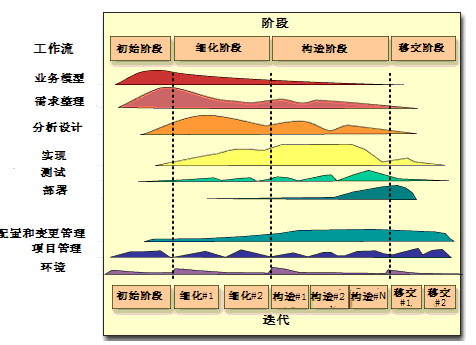 阶段
工作流 初始阶段 细化阶段 构造阶段 移交阶段
业务模型
需求整理
分析设计
实现
测试
部署
配置和变更管理
项目管理
环境
初始阶段 细化#1 细化#2 构造#1 构造#2 构造#N 移交#1 移交#2
迭代